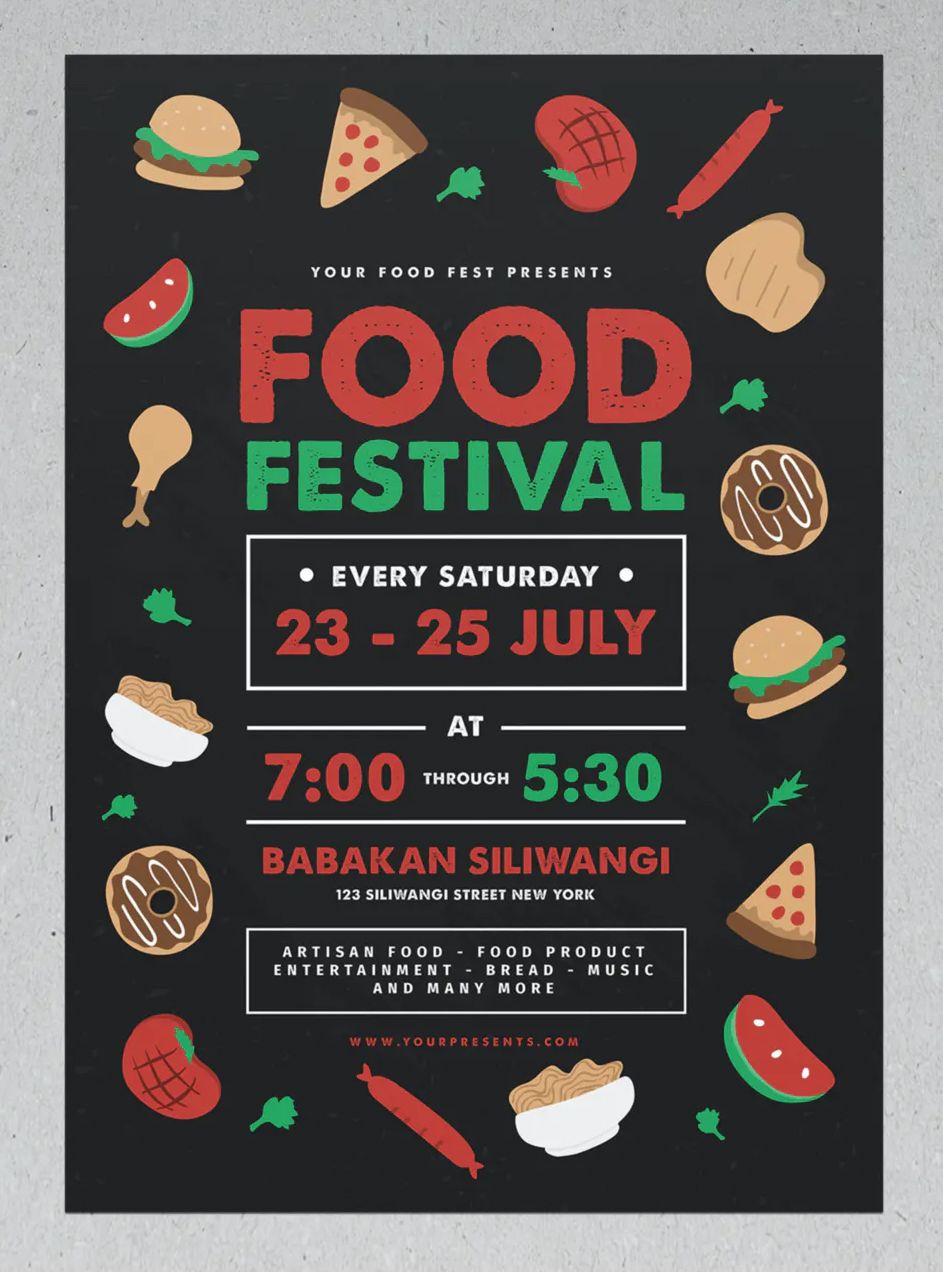 YOUR FOOD FEST PRESENTS
FOOD
FESTIVAL
• EVERY SATURDAY •
23 - 25 JULY
AT
7:00 THROUGH 5:30
BABAKAN SILIWANGI
123 SILIWANGI STREET NEW YORK
ARTISAN FOOD - FOOD PRODUCT
ENTERTAINMENT - BREAD - MUSIC
AND MANY MORE
WWW.YOURPRESENTS.COM